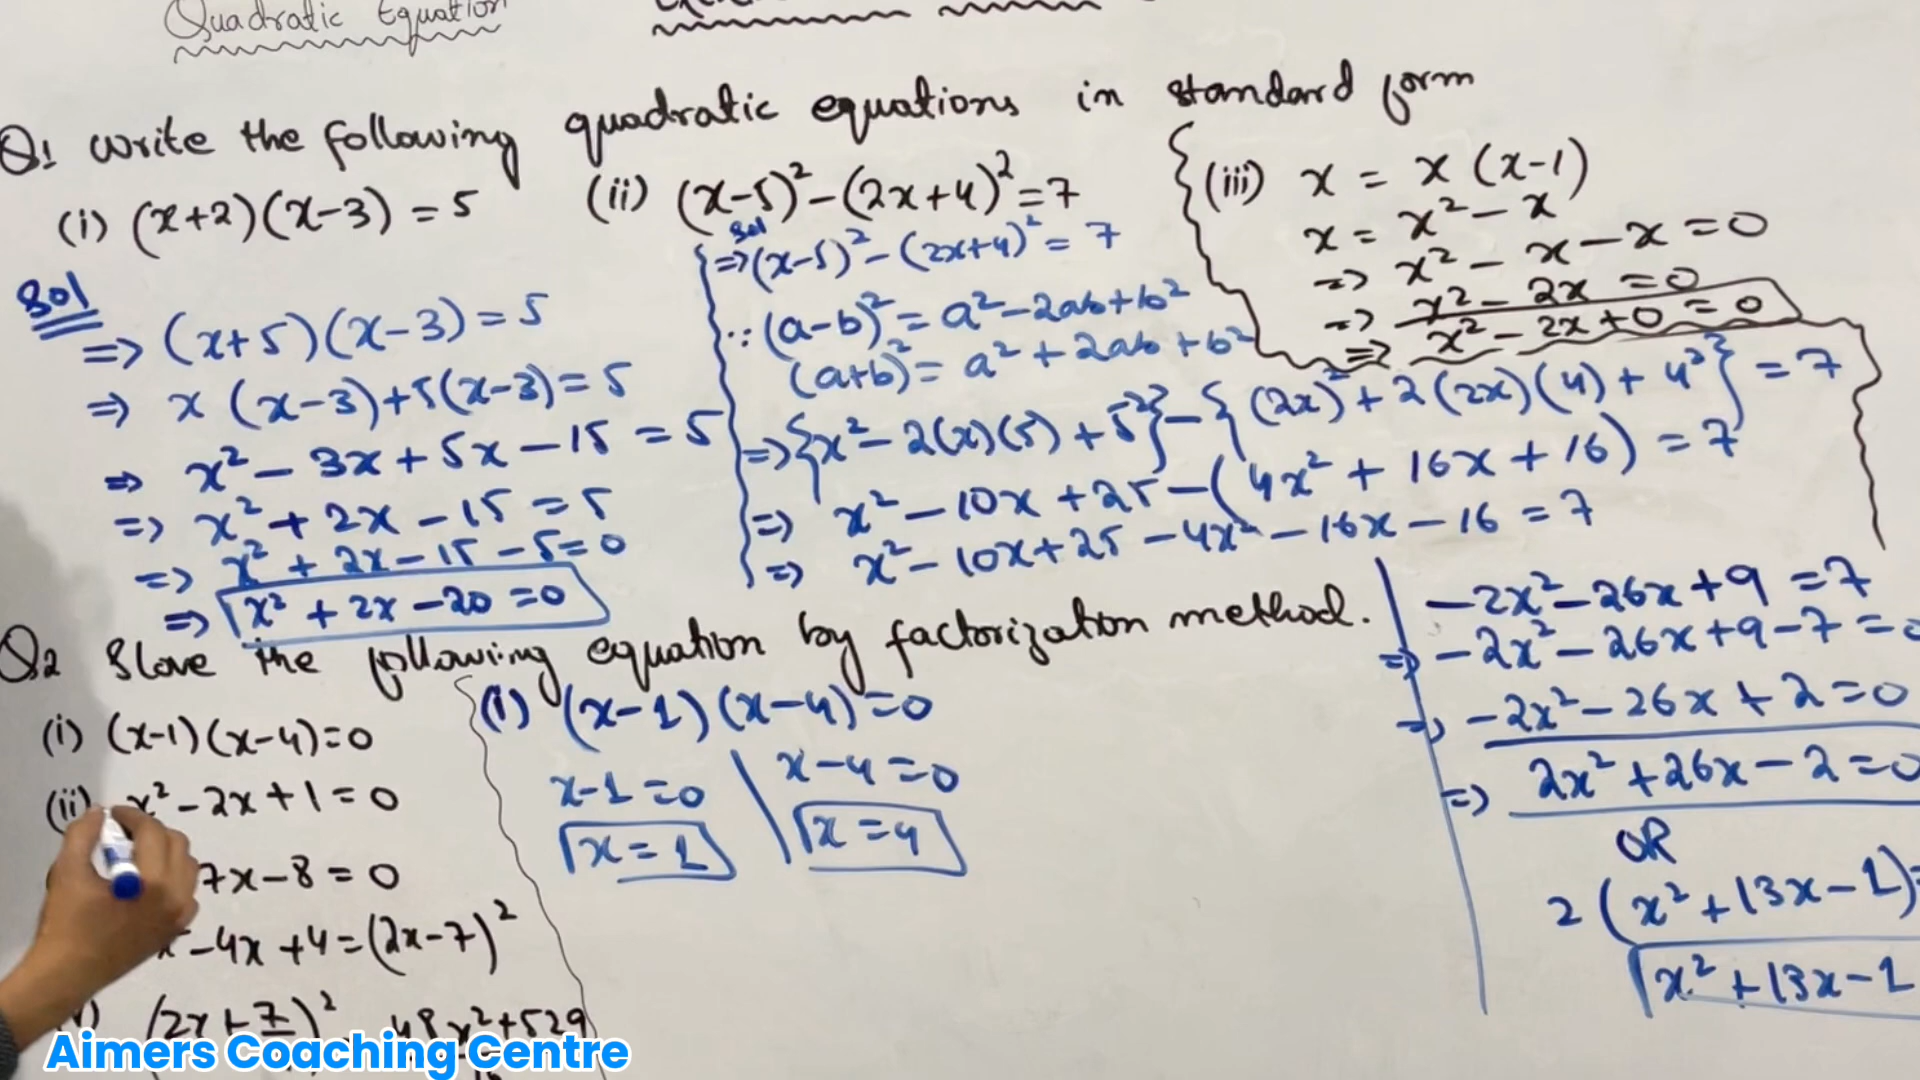 Quadratic Equation
Q1 Write the following quadratic equations in standard form
(i) (x+2)(x-3) = 5
(ii) (x-5)² - (2x+4)² = 7
(iii) x = x (x-1)
x = x² - x
=> x² - x - x = 0
=> x² - 2x = 0
=> x² - 2x + 0 = 0
Sol
=> (x+5)(x-3) = 5
=> x (x-3)+5(x-3) = 5
=> x² - 3x + 5x - 15 = 5
=> x² + 2x - 15 = 5
=> x² + 2x - 15 - 5 = 0
=> x² + 2x - 20 = 0
Sol
=> (x-5)² - (2x+4)² = 7
∵ (a-b)² = a² - 2ab + b²
(a+b)² = a² + 2ab + b²
=> {x² - 2(x)(5) + 5²} - {(2x)² + 2(2x)(4) + 4²} = 7
=> x² - 10x + 25 - (4x² + 16x + 16) = 7
=> x² - 10x + 25 - 4x² - 16x - 16 = 7
-2x² - 26x + 9 = 7
=> -2x² - 26x + 9 - 7 = 0
=> -2x² - 26x + 2 = 0
=> 2x² + 26x - 2 = 0
OR
2 (x² + 13x - 1) =
x² + 13x - 1
Q2 Slove the following equation by factorization method.
(i) (x-1)(x-4) = 0
(ii) x² - 2x + 1 = 0
7x - 8 = 0
- 4x + 4 = (2x-7)²
(2x + 7)² 48x² + 529
(i) (x-1)(x-4) = 0
x-1 = 0
x = 1
x-4 = 0
x = 4
Aimers Coaching Centre